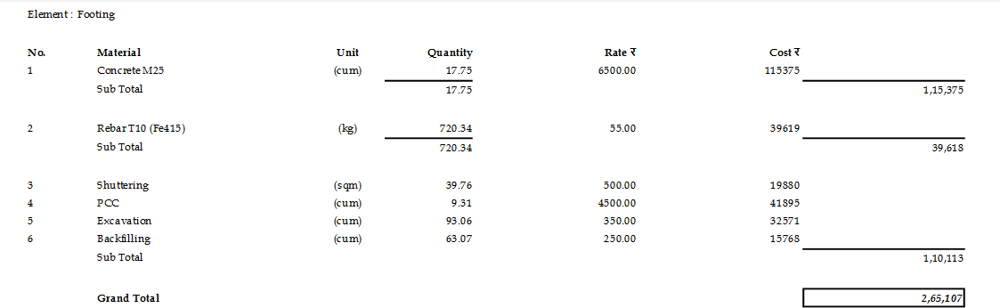 Element : Footing
No. Material Unit Quantity Rate ₹ Cost ₹
1 Concrete M25 (cum) 17.75 6500.00 115375
Sub Total 17.75 1,15,375
2 Rebar T10 (Fe415) (kg) 720.34 55.00 39619
Sub Total 720.34 39,618
3 Shuttering (sqm) 39.76 500.00 19880
4 PCC (cum) 9.31 4500.00 41895
5 Excavation (cum) 93.06 350.00 32571
6 Backfilling (cum) 63.07 250.00 15768
Sub Total 1,10,113
Grand Total 2,65,107